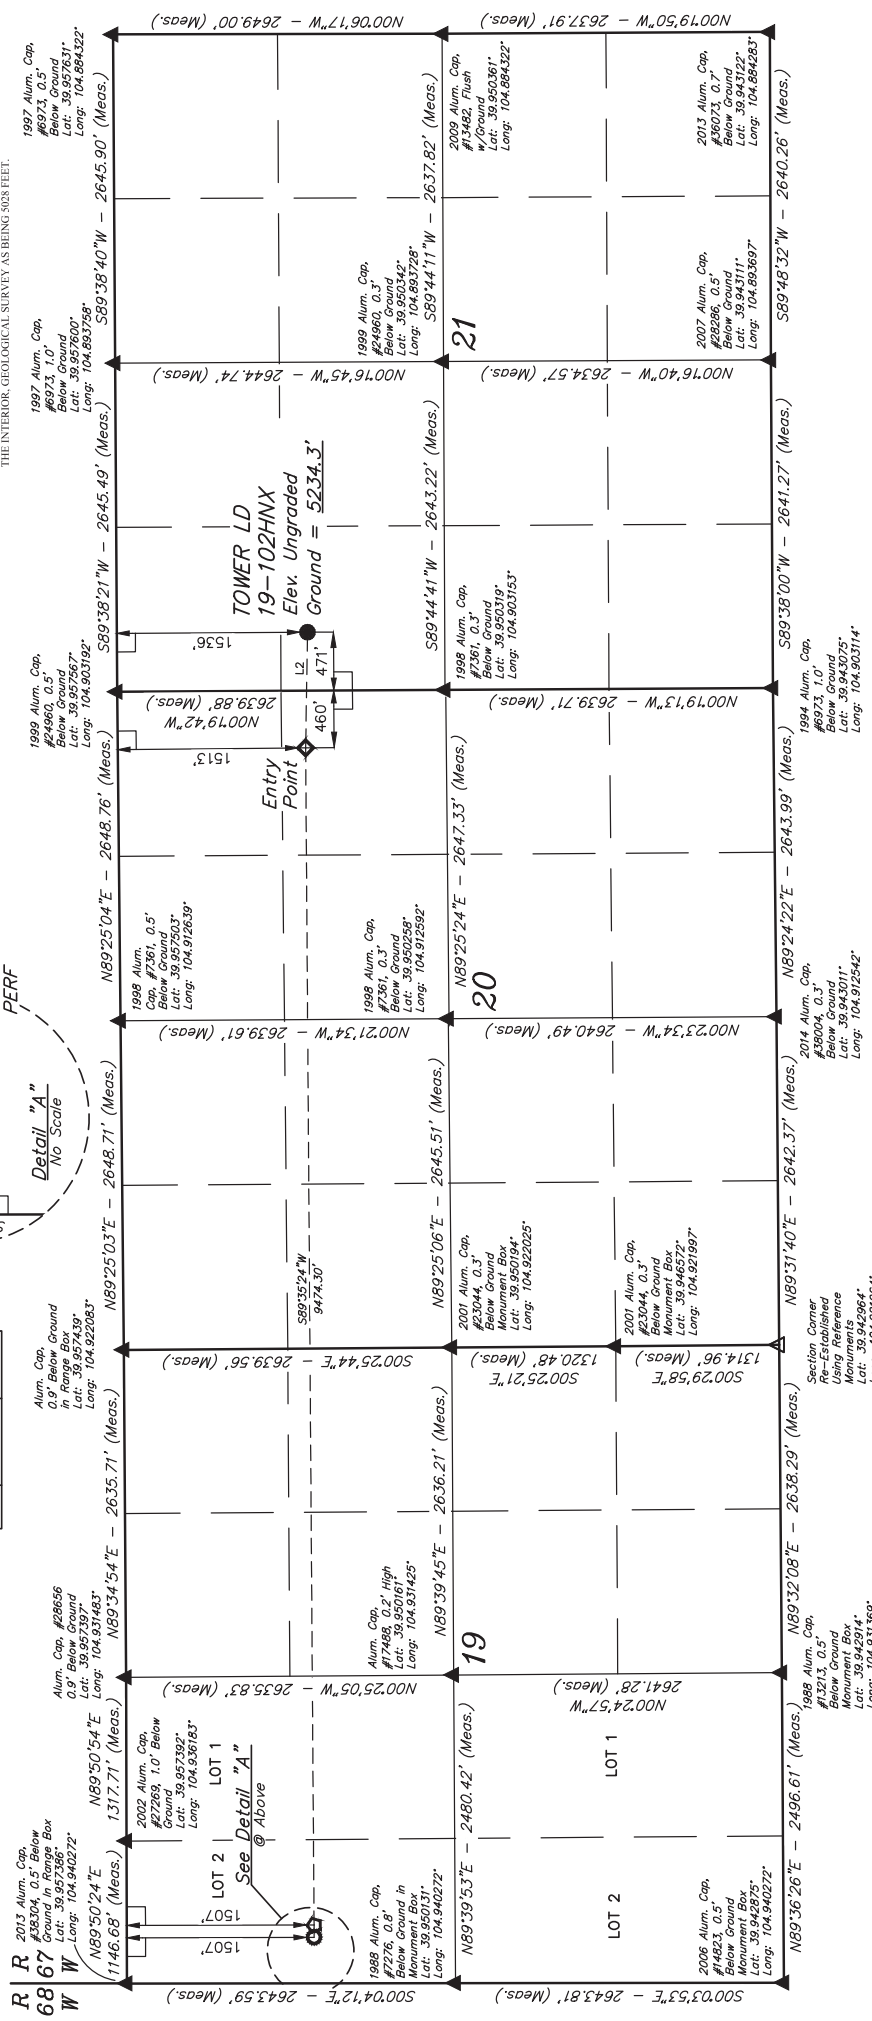 THE INTERIOR, GEOLOGICAL SURVEY AS BEING 5028 FEET.
PERF
Detail "A"
No Scale
R R
68 67
W W
2013 Alum. Cap,
#38304, 0.5' Below
Ground in Range Box
Lat: 39.957386°
Long: 104.940272°
N89°50'24"E
1146.68' (Meas.)
N89°50'54"E
1317.71' (Meas.)
2002 Alum. Cap,
#27269, 1.0' Below
Ground
Lat: 39.957392°
Long: 104.936183°
Alum. Cap, #28656
0.9' Below Ground
Lat: 39.957397°
Long: 104.931483°
N89°34'54"E - 2635.71' (Meas.)
Alum. Cap,
0.9' Below Ground
in Range Box
Lat: 39.957439°
Long: 104.922083°
N89°25'03"E - 2648.71' (Meas.)
1998 Alum.
Cap, #7361, 0.5'
Below Ground
Lat: 39.957503°
Long: 104.912639°
N89°25'04"E - 2648.76' (Meas.)
1999 Alum. Cap,
#24960, 0.5'
Below Ground
Lat: 39.957567°
Long: 104.903192°
S89°38'21"W - 2645.49' (Meas.)
1997 Alum. Cap,
#6973, 1.0'
Below Ground
Lat: 39.957600°
Long: 104.893758°
S89°38'40"W - 2645.90' (Meas.)
1997 Alum. Cap,
#6973, 0.5'
Below Ground
Lat: 39.957631°
Long: 104.884322°
S00°04'12"E - 2643.59' (Meas.)
1507'
1507'
LOT 2
LOT 1
See Detail "A"
@ Above
N00°25'05"W - 2635.83' (Meas.)
S00°25'44"E - 2639.56' (Meas.)
S89°35'24"W
9474.30'
N00°21'34"W - 2639.61' (Meas.)
Entry
Point
1513'
460'
N00°19'42"W
2639.88' (Meas.)
L2
471'
1536'
TOWER LD
19-102HNX
Elev. Ungraded
Ground = 5234.3'
N00°16'45"W - 2644.74' (Meas.)
N00°06'17"W - 2649.00' (Meas.)
1988 Alum. Cap,
#7276, 0.8'
Below Ground in
Monument Box
Lat: 39.950131°
Long: 104.940272°
N89°39'53"E - 2480.42' (Meas.)
Alum. Cap,
#17488, 0.2' High
Lat: 39.950161°
Long: 104.931425°
N89°39'45"E - 2636.21' (Meas.)
19
2001 Alum. Cap,
#23044, 0.3'
Below Ground
Monument Box
Lat: 39.950194°
Long: 104.922025°
N89°25'06"E - 2645.51' (Meas.)
1998 Alum. Cap,
#7361, 0.3'
Below Ground
Lat: 39.950258°
Long: 104.912592°
N89°25'24"E - 2647.33' (Meas.)
20
1998 Alum. Cap,
#7361, 0.3'
Below Ground
Lat: 39.950319°
Long: 104.903153°
S89°44'41"W - 2643.22' (Meas.)
1999 Alum. Cap,
#24960, 0.3'
Below Ground
Lat: 39.950342°
Long: 104.893728°
S89°44'11"W - 2637.82' (Meas.)
21
2009 Alum. Cap,
#13482, Flush
w/Ground
Lat: 39.950361°
Long: 104.884322°
S00°03'53"E - 2643.81' (Meas.)
LOT 2
LOT 1
N00°24'57"W
2641.28' (Meas.)
S00°25'21"E
1320.48' (Meas.)
2001 Alum. Cap,
#23044, 0.3'
Below Ground
Monument Box
Lat: 39.946572°
Long: 104.921997°
S00°29'58"E
1314.96' (Meas.)
N00°23'34"W - 2640.49' (Meas.)
N00°19'13"W - 2639.71' (Meas.)
N00°16'40"W - 2634.57' (Meas.)
N00°19'50"W - 2637.91' (Meas.)
2006 Alum. Cap,
#14823, 0.5'
Below Ground
Monument Box
Lat: 39.942875°
Long: 104.940272°
N89°36'26"E - 2496.61' (Meas.)
1988 Alum. Cap,
#13213, 0.5'
Below Ground
Monument Box
Lat: 39.942914°
N89°32'08"E - 2638.29' (Meas.)
Section Corner
Re-Established
Using Reference
Monuments
Lat: 39.942964°
N89°31'40"E - 2642.37' (Meas.)
2014 Alum. Cap,
#38004, 0.3'
Below Ground
Lat: 39.943011°
Long: 104.912542°
N89°24'22"E - 2643.99' (Meas.)
1994 Alum. Cap,
#6973, 1.0'
Below Ground
Lat: 39.943075°
Long: 104.903114°
S89°38'00"W - 2641.27' (Meas.)
2007 Alum. Cap,
#28286, 0.5'
Below Ground
Lat: 39.943111°
Long: 104.893697°
S89°48'32"W - 2640.26' (Meas.)
2013 Alum. Cap,
#36073, 0.7'
Below Ground
Lat: 39.943122°
Long: 104.884283°